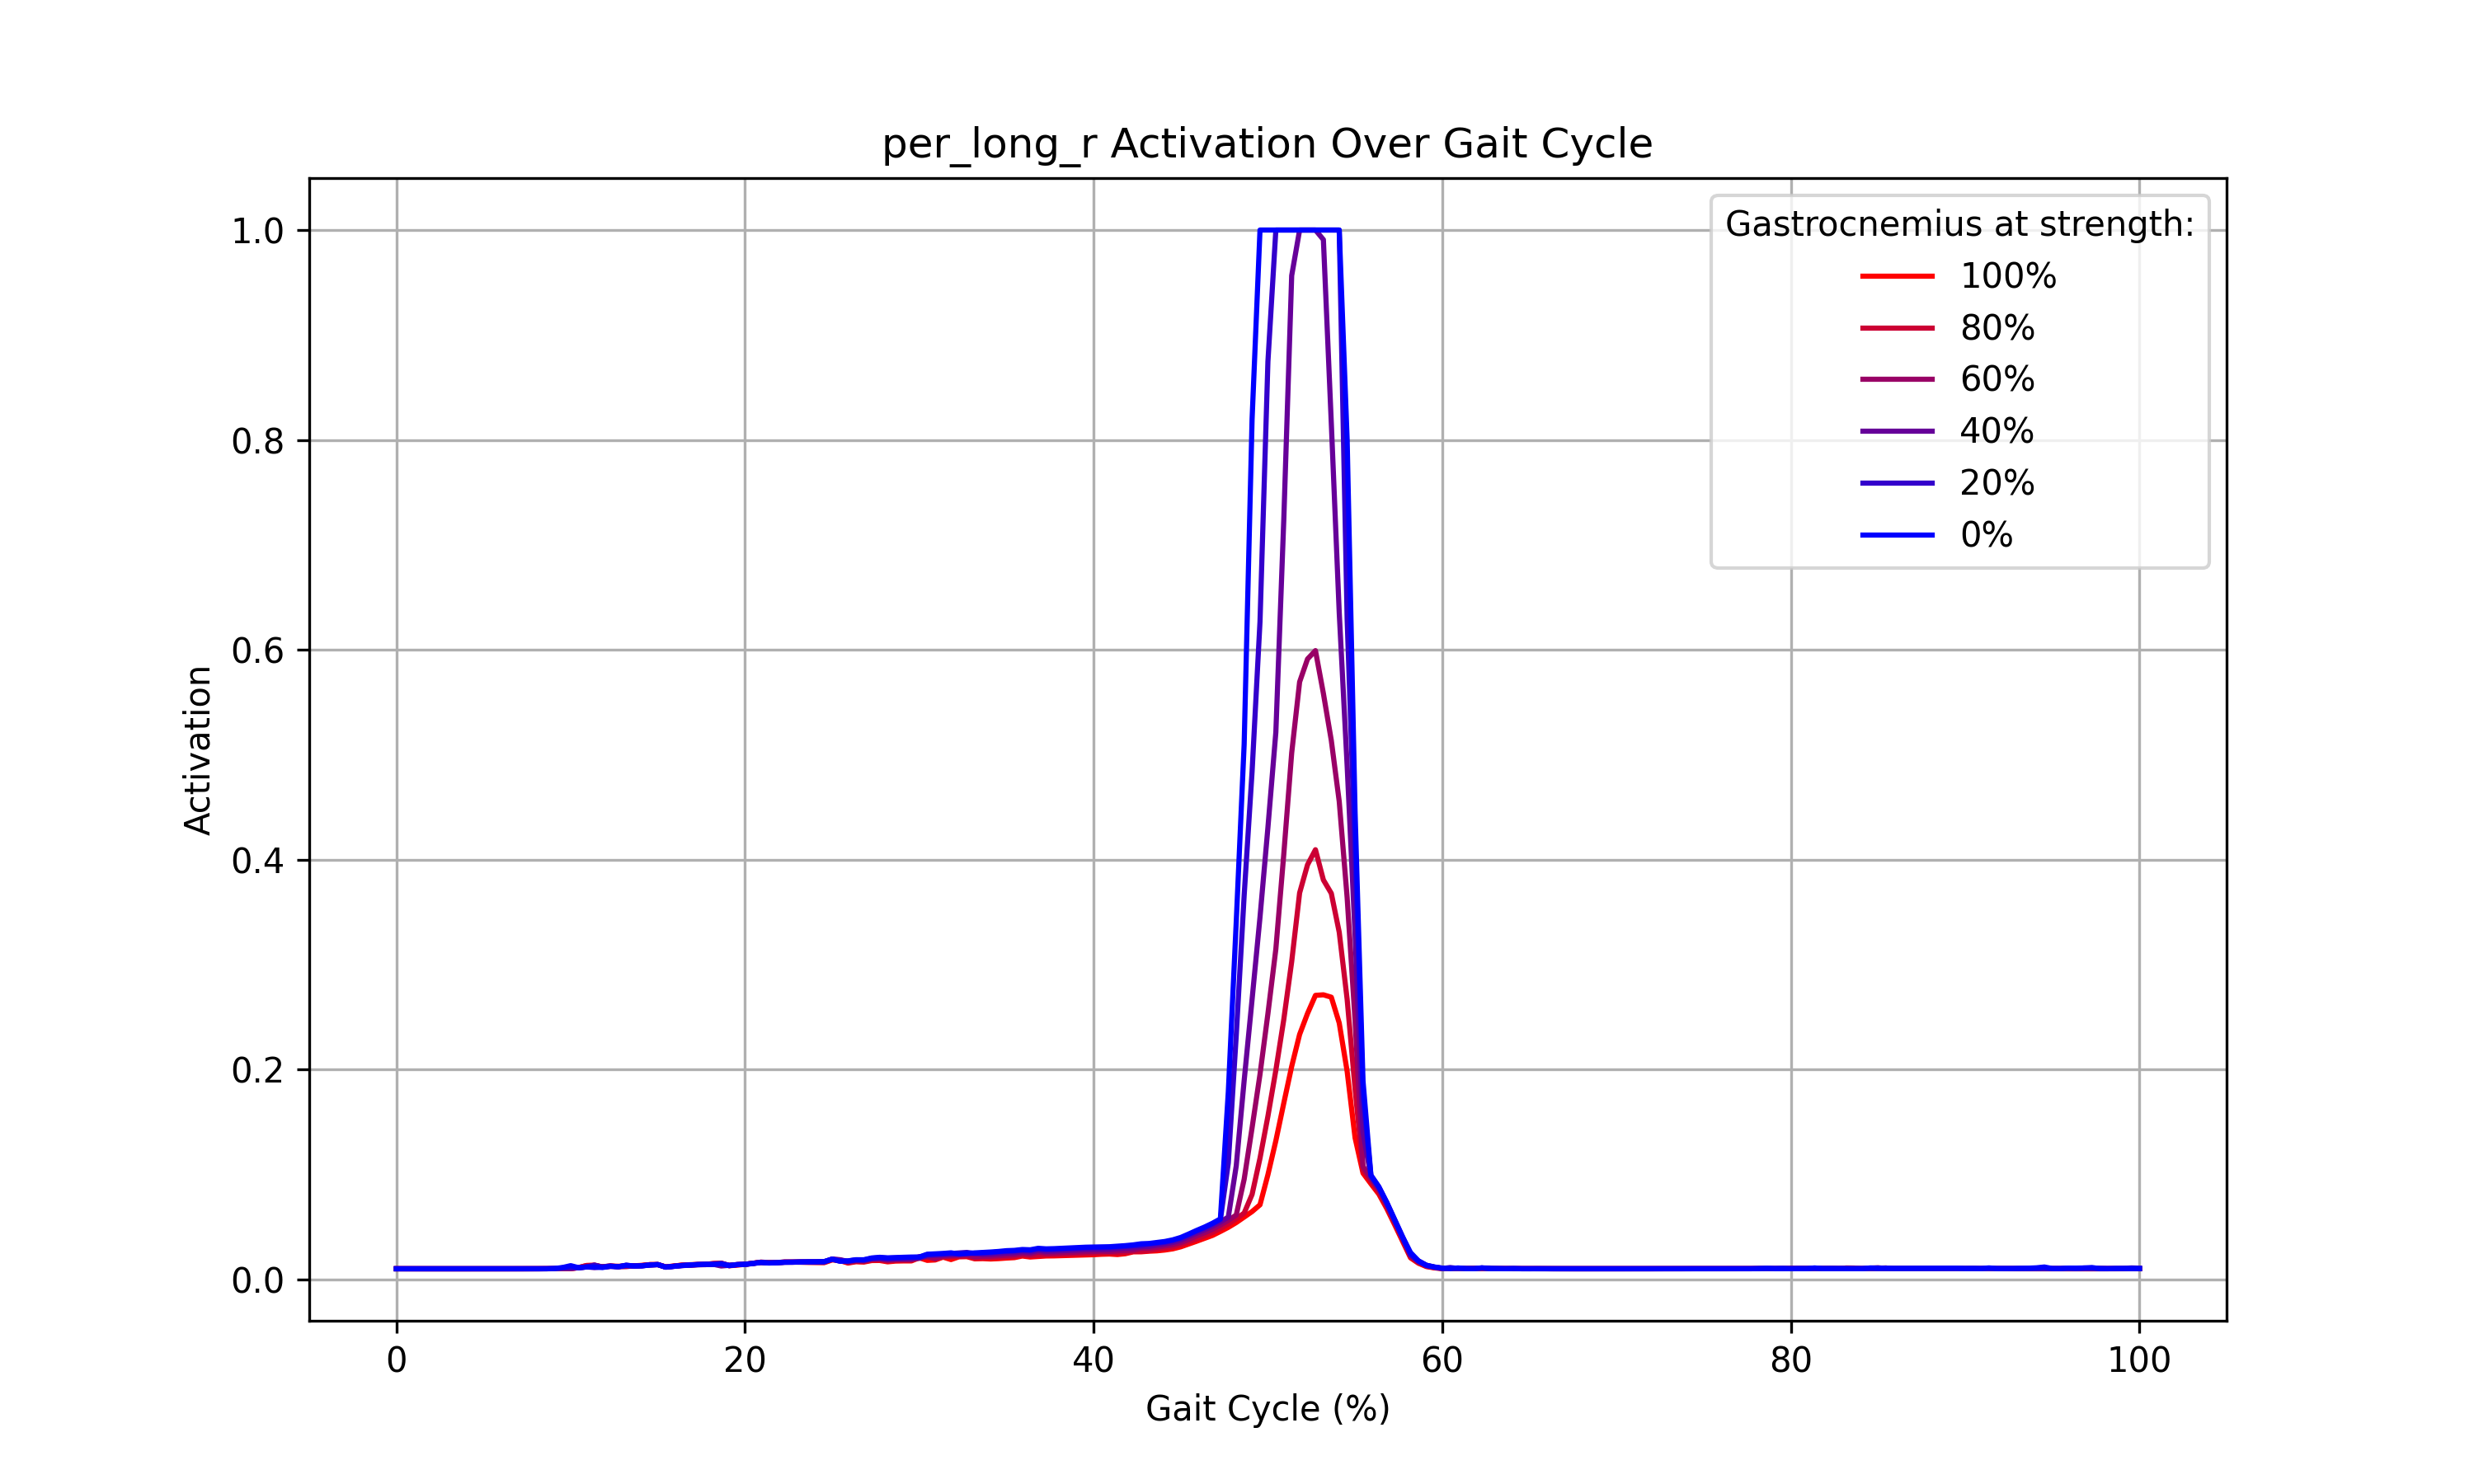 per_long_r Activation Over Gait Cycle
Gastrocnemius at strength:
100%
80%
60%
40%
20%
0%
Activation
1.0
0.8
0.6
0.4
0.2
0.0
0 20 40 60 80 100
Gait Cycle (%)